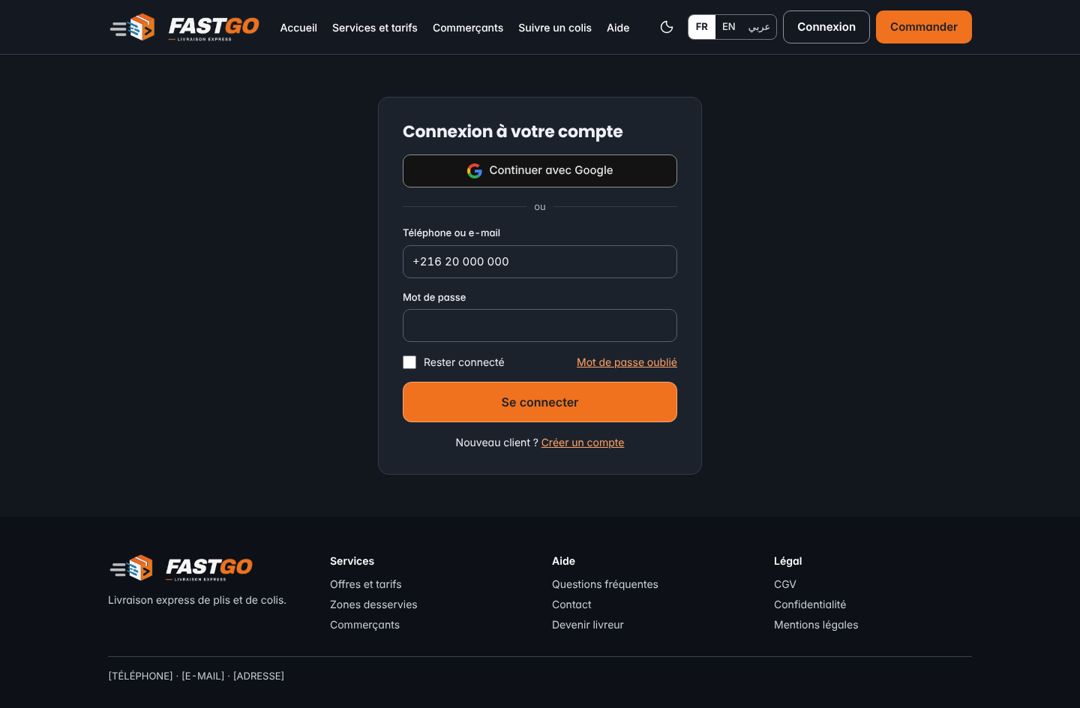 FASTGO
LIVRAISON EXPRESS
Accueil
Services et tarifs
Commerçants
Suivre un colis
Aide
FR
EN
عربي
Connexion
Commander
Connexion à votre compte
Continuer avec Google
ou
Téléphone ou e-mail
+216 20 000 000
Mot de passe
Rester connecté
Mot de passe oublié
Se connecter
Nouveau client ? Créer un compte
FASTGO
LIVRAISON EXPRESS
Livraison express de plis et de colis.
Services
Offres et tarifs
Zones desservies
Commerçants
Aide
Questions fréquentes
Contact
Devenir livreur
Légal
CGV
Confidentialité
Mentions légales
[TÉLÉPHONE] · [E-MAIL] · [ADRESSE]